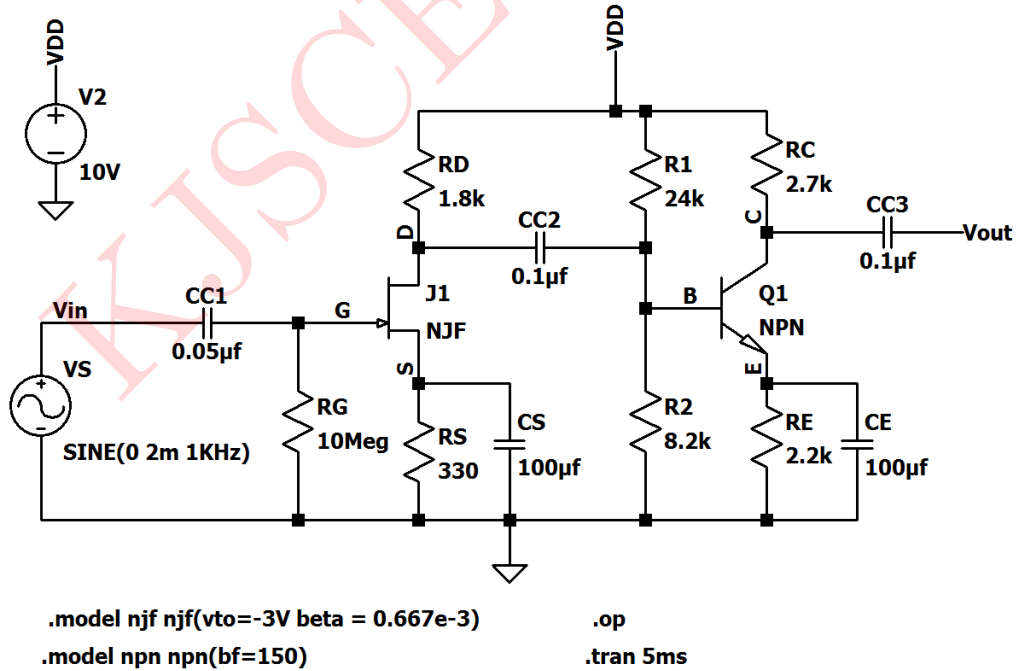 VDD
V2
10V
VDD
RD
1.8k
R1
24k
RC
2.7k
D
CC2
0.1µf
C
CC3
0.1µf
Vout
Vin
CC1
0.05µf
G
J1
NJF
B
Q1
NPN
VS
SINE(0 2m 1KHz)
RG
10Meg
S
RS
330
CS
100µf
R2
8.2k
E
RE
2.2k
CE
100µf
.model njf njf(vto=-3V beta = 0.667e-3)
.op
.model npn npn(bf=150)
.tran 5ms
KJSCE